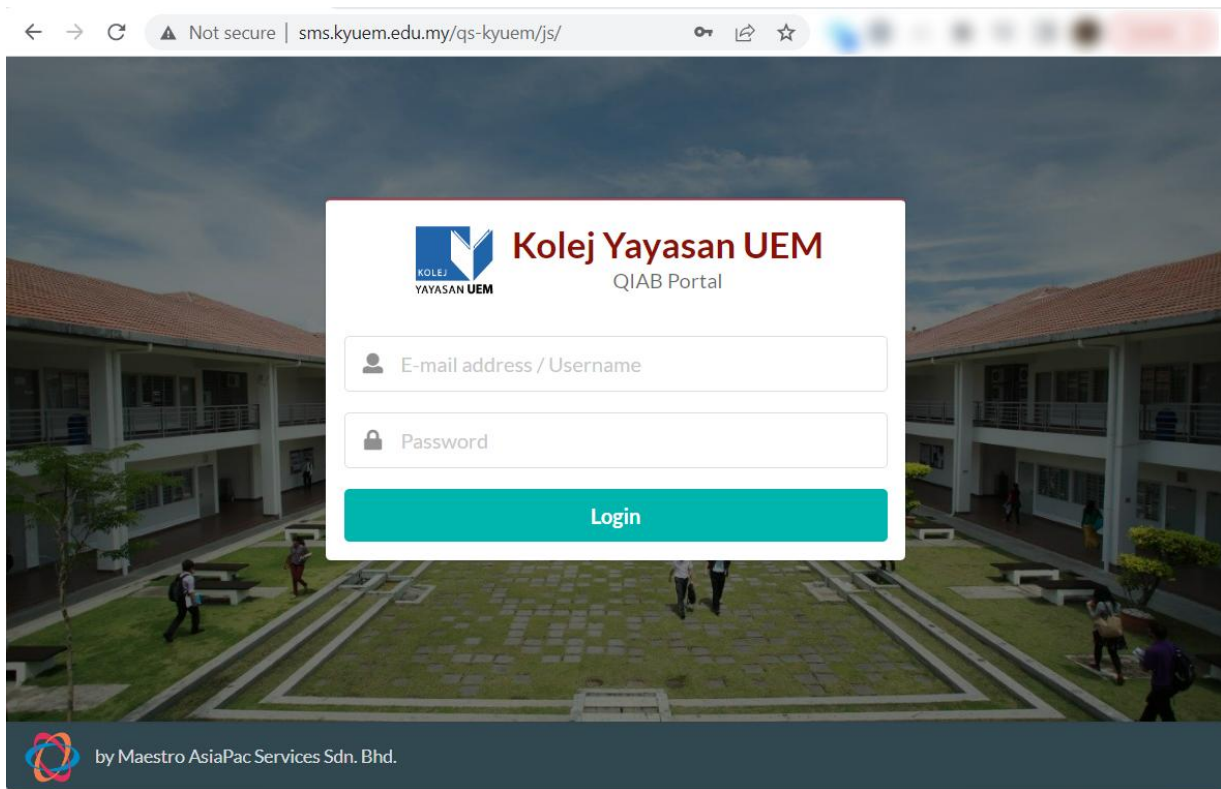 Not secure | sms.kyuem.edu.my/qs-kyuem/js/
KOLEJ
YAYASAN UEM
Kolej Yayasan UEM
QIAB Portal
E-mail address / Username
Password
Login
by Maestro AsiaPac Services Sdn. Bhd.